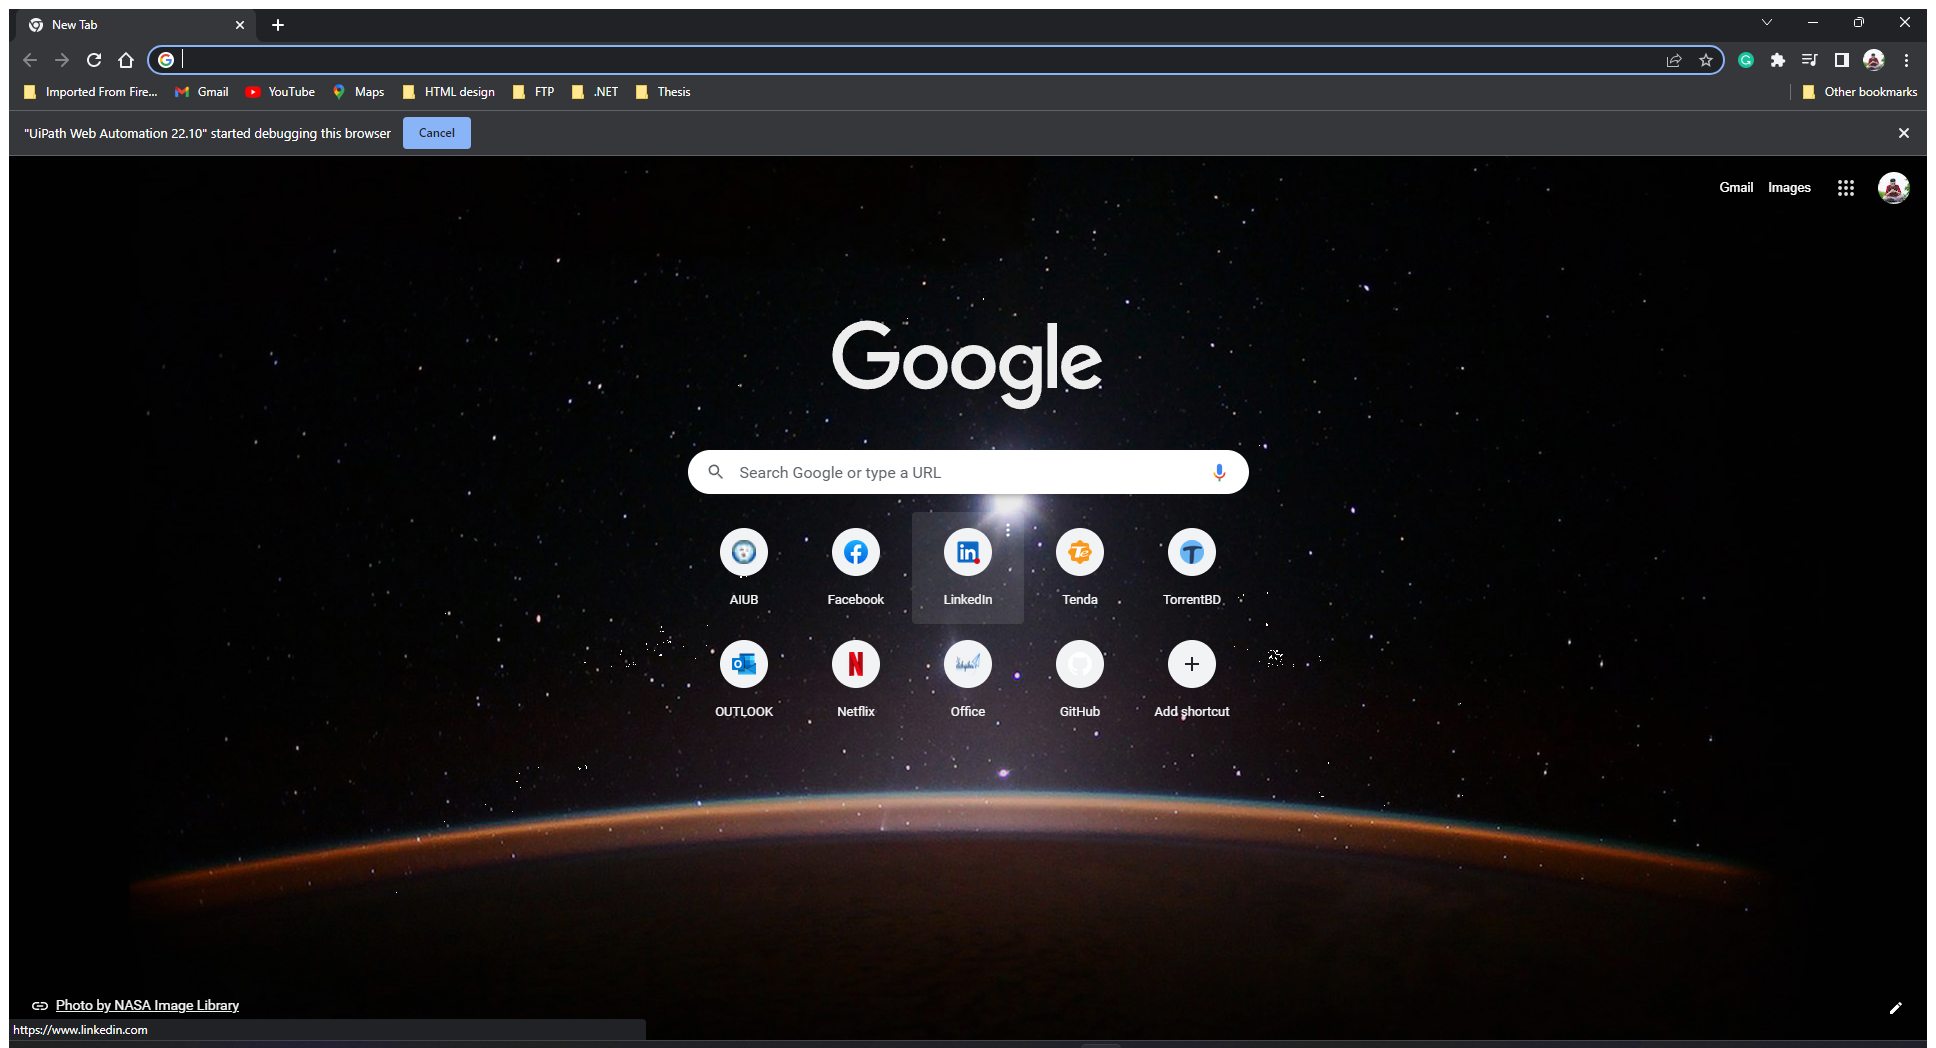 New Tab
Imported From Fire... Gmail YouTube Maps HTML design FTP .NET Thesis Other bookmarks
"UiPath Web Automation 22.10" started debugging this browser Cancel
Gmail Images
Google
Search Google or type a URL
AIUB Facebook LinkedIn Tenda TorrentBD
OUTLOOK Netflix Office GitHub Add shortcut
Photo by NASA Image Library
https://www.linkedin.com